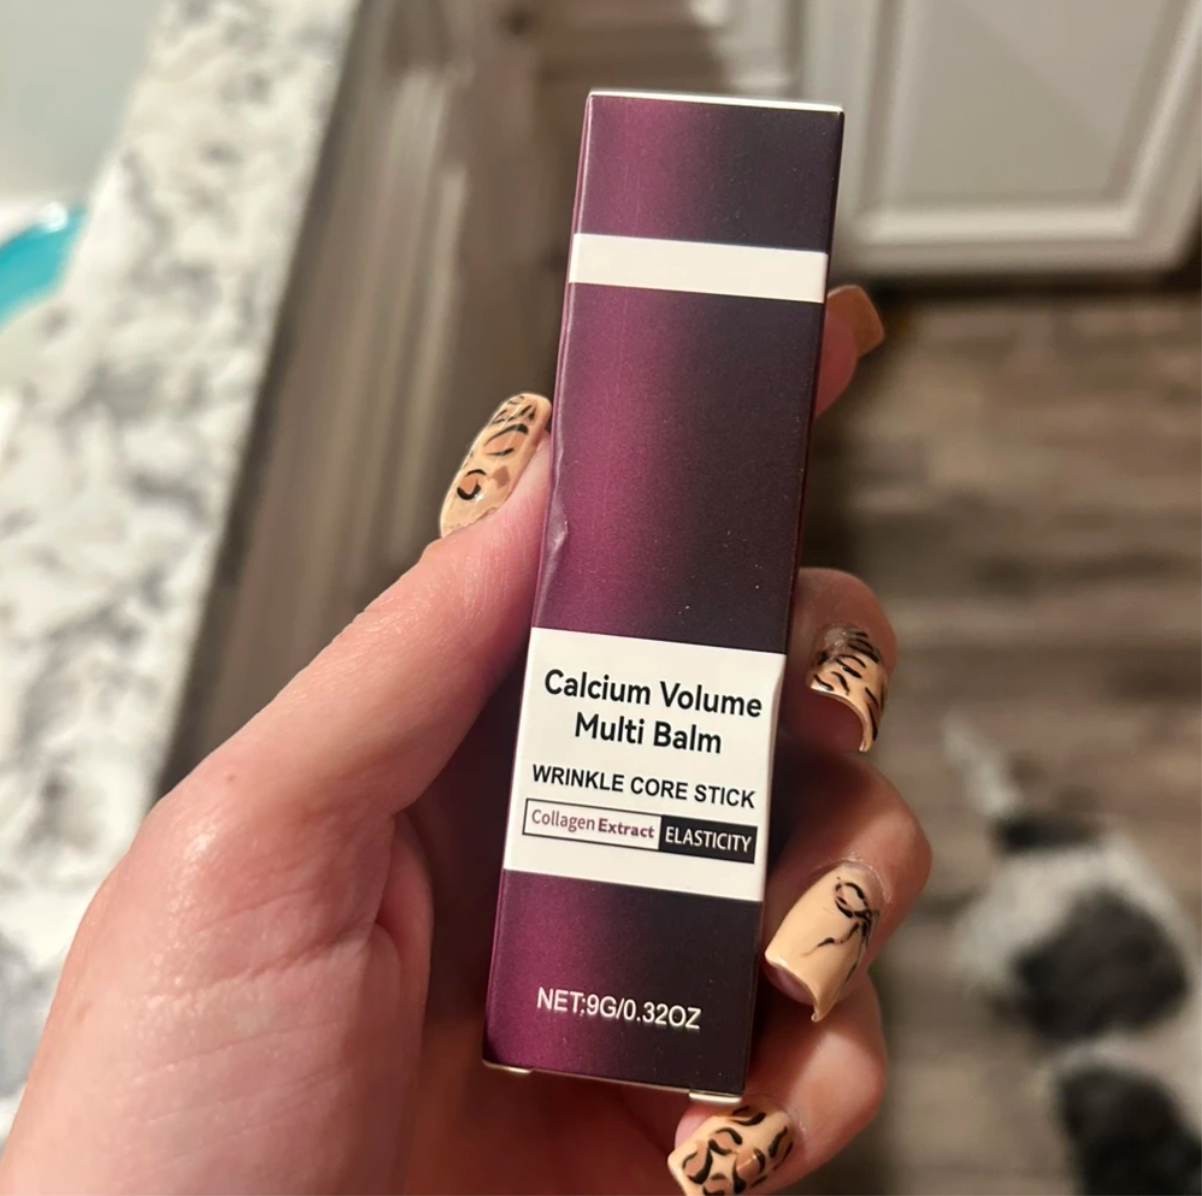 Calcium Volume
Multi Balm
WRINKLE CORE STICK
Collagen Extract ELASTICITY
NET:9G/0.32OZ